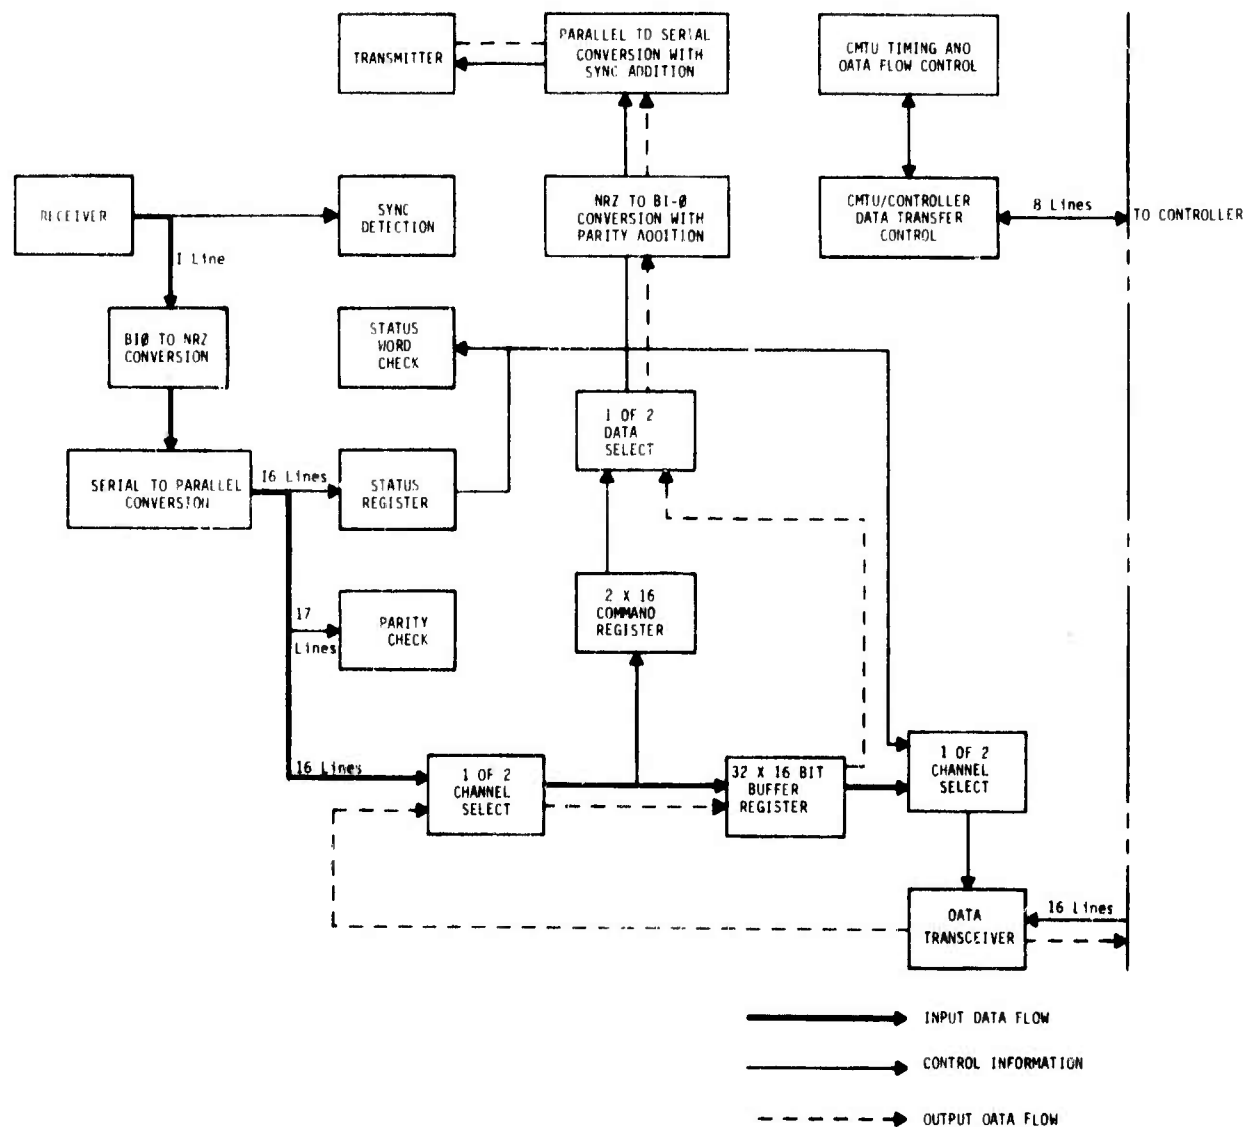 TRANSMITTER
PARALLEL TO SERIAL
CONVERSION WITH
SYNC ADDITION
CMTU TIMING AND
DATA FLOW CONTROL
RECEIVER
SYNC
DETECTION
NRZ TO BI-Ø
CONVERSION WITH
PARITY ADDITION
CMTU/CONTROLLER
DATA TRANSFER
CONTROL
8 Lines
TO CONTROLLER
1 Line
BIØ TO NRZ
CONVERSION
STATUS
WORD
CHECK
1 OF 2
DATA
SELECT
SERIAL TO PARALLEL
CONVERSION
16 Lines
STATUS
REGISTER
2 X 16
COMMAND
REGISTER
17
Lines
PARITY
CHECK
16 Lines
1 OF 2
CHANNEL
SELECT
32 X 16 BIT
BUFFER
REGISTER
1 OF 2
CHANNEL
SELECT
DATA
TRANSCEIVER
16 Lines
INPUT DATA FLOW
CONTROL INFORMATION
OUTPUT DATA FLOW